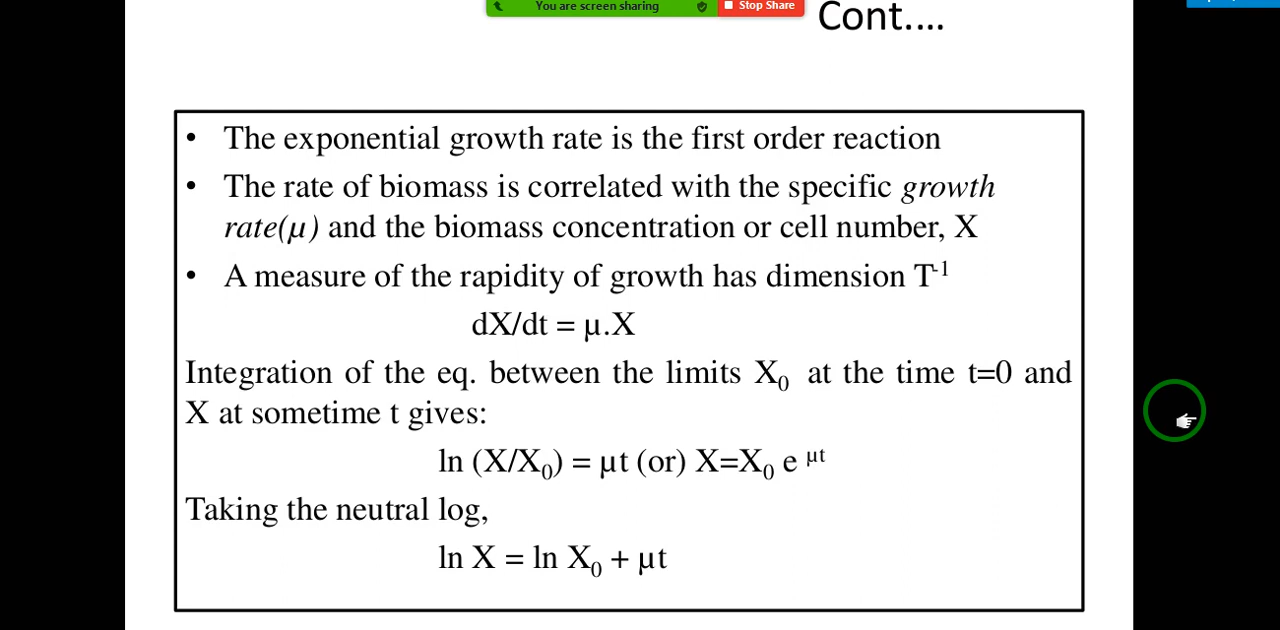 You are screen sharing
Stop Share
Cont....
• The exponential growth rate is the first order reaction
• The rate of biomass is correlated with the specific growth
rate(µ) and the biomass concentration or cell number, X
• A measure of the rapidity of growth has dimension T⁻¹
dX/dt = µ.X
Integration of the eq. between the limits X₀ at the time t=0 and
X at sometime t gives:
ln (X/X₀) = µt (or) X=X₀ e ᵘᵗ
Taking the neutral log,
ln X = ln X₀ + µt